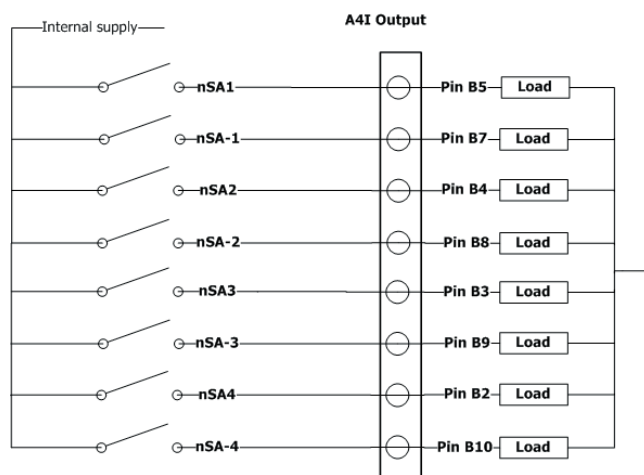 A4I Output
Internal supply
nSA1 Pin B5 Load
nSA-1 Pin B7 Load
nSA2 Pin B4 Load
nSA-2 Pin B8 Load
nSA3 Pin B3 Load
nSA-3 Pin B9 Load
nSA4 Pin B2 Load
nSA-4 Pin B10 Load